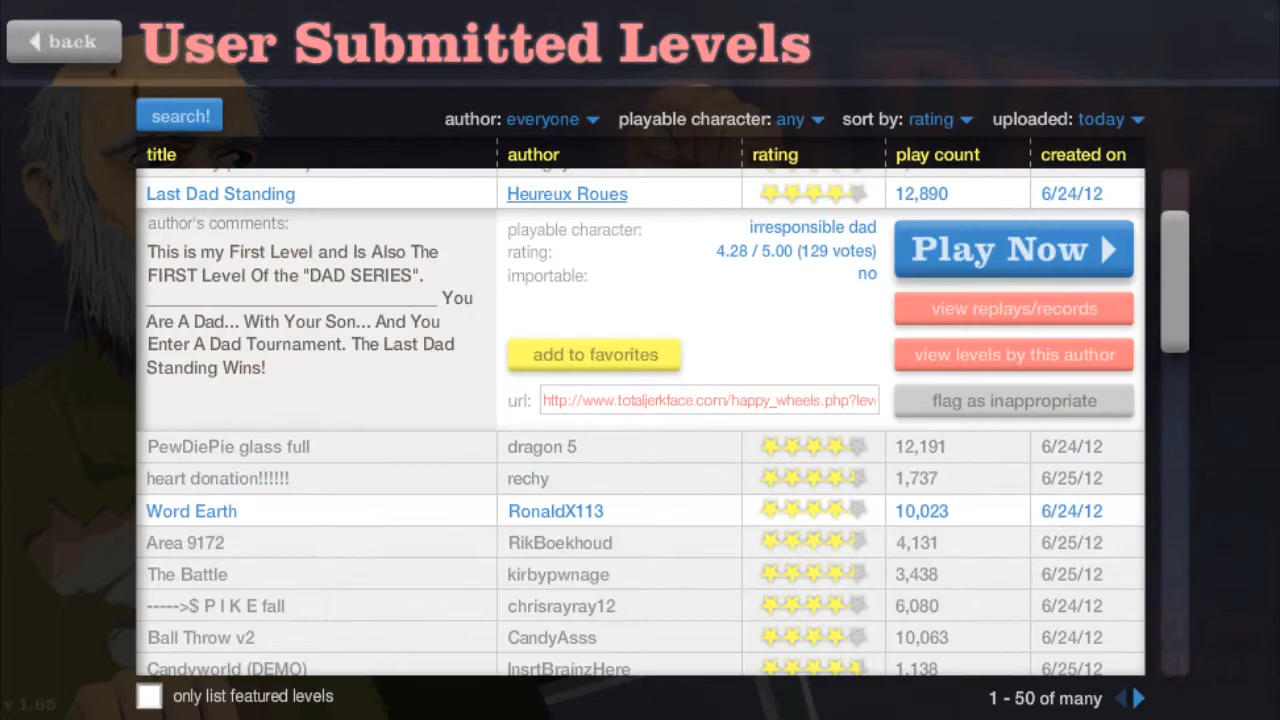 back
User Submitted Levels
search!
author: everyone playable character: any sort by: rating uploaded: today
title author rating play count created on
Last Dad Standing Heureux Roues 12,890 6/24/12
author's comments:
This is my First Level and Is Also The
FIRST Level Of the "DAD SERIES".
________________________________ You
Are A Dad... With Your Son... And You
Enter A Dad Tournament. The Last Dad
Standing Wins!
playable character: irresponsible dad
rating: 4.28 / 5.00 (129 votes)
importable: no
add to favorites
url: http://www.totaljerkface.com/happy_wheels.php?lev
Play Now
view replays/records
view levels by this author
flag as inappropriate
PewDiePie glass full dragon 5 12,191 6/24/12
heart donation!!!!!! rechy 1,737 6/25/12
Word Earth RonaldX113 10,023 6/24/12
Area 9172 RikBoekhoud 4,131 6/25/12
The Battle kirbypwnage 3,438 6/25/12
----->$ P I K E fall chrisrayray12 6,080 6/24/12
Ball Throw v2 CandyAsss 10,063 6/24/12
Candyworld (DEMO) InsrtBrainzHere 1,138 6/25/12
only list featured levels
1 - 50 of many
v 1.65